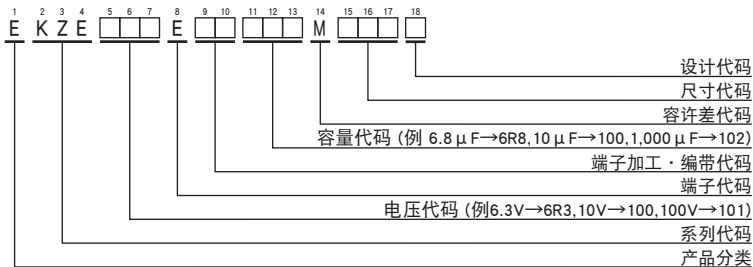 1 2 3 4 5 6 7 8 9 10 11 12 13 14 15 16 17 18
E K Z E □□□ E □□ □□□ M □□□ □
设计代码
尺寸代码
容许差代码
容量代码 (例 6.8μF→6R8,10μF→100,1,000μF→102)
端子加工・编带代码
端子代码
电压代码 (例6.3V→6R3,10V→100,100V→101)
系列代码
产品分类